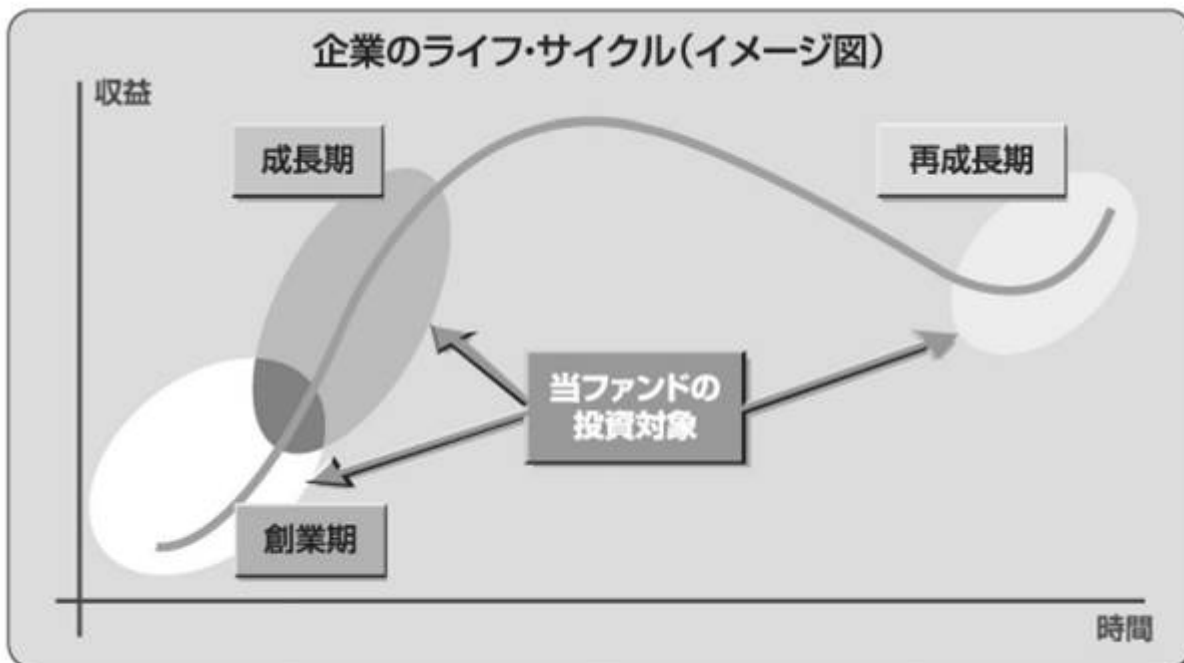 企業のライフ・サイクル(イメージ図)
収益
成長期
再成長期
当ファンドの
投資対象
創業期
時間